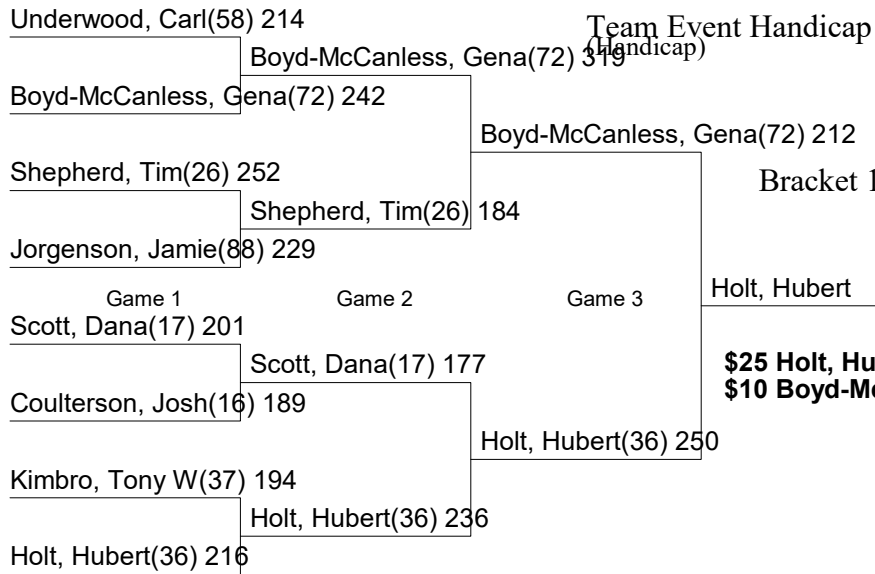 Underwood, Carl(58) 214
Team Event Handicap
(Handicap)
Boyd-McCanless, Gena(72) 319
Boyd-McCanless, Gena(72) 242
Boyd-McCanless, Gena(72) 212
Shepherd, Tim(26) 252
Bracket 1
Shepherd, Tim(26) 184
Jorgenson, Jamie(88) 229
Game 1 Game 2 Game 3
Holt, Hubert
Scott, Dana(17) 201
Scott, Dana(17) 177
$25 Holt, Hu
$10 Boyd-Mc
Coulterson, Josh(16) 189
Holt, Hubert(36) 250
Kimbro, Tony W(37) 194
Holt, Hubert(36) 236
Holt, Hubert(36) 216